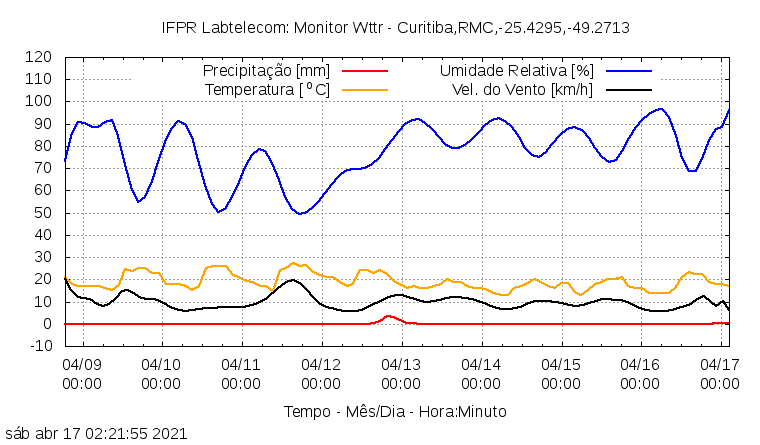 IFPR Labtelecom: Monitor Wttr - Curitiba,RMC,-25.4295,-49.2713
Precipitação [mm]
Temperatura [⁰C]
Umidade Relativa [%]
Vel. do Vento [km/h]
120
110
100
90
80
70
60
50
40
30
20
10
0
-10
04/09 04/10 04/11 04/12 04/13 04/14 04/15 04/16 04/17
00:00 00:00 00:00 00:00 00:00 00:00 00:00 00:00 00:00
Tempo - Mês/Dia - Hora:Minuto
sáb abr 17 02:21:55 2021